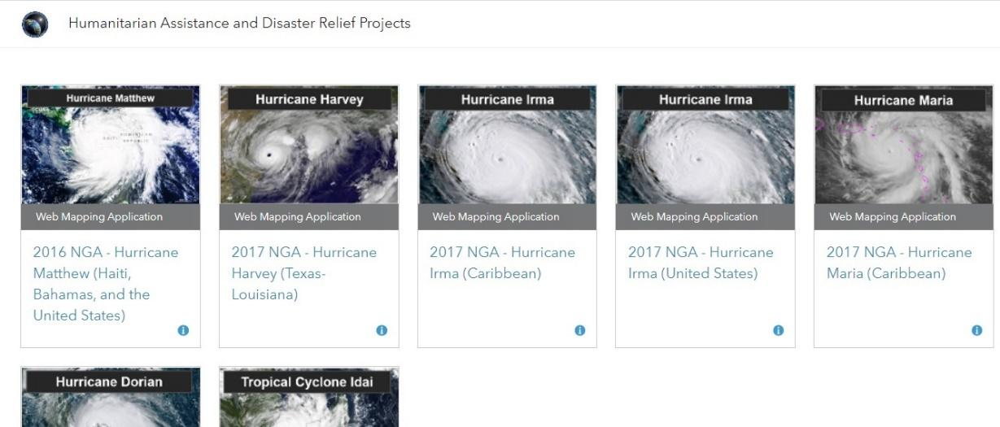 Humanitarian Assistance and Disaster Relief Projects
Hurricane Matthew
Hurricane Harvey
Hurricane Irma
Hurricane Irma
Hurricane Maria
HAITI
DOMINICAN
REPUBLIC
Web Mapping Application
Web Mapping Application
Web Mapping Application
Web Mapping Application
Web Mapping Application
2016 NGA - Hurricane
Matthew (Haiti,
Bahamas, and the
United States)
2017 NGA - Hurricane
Harvey (Texas-
Louisiana)
2017 NGA - Hurricane
Irma (Caribbean)
2017 NGA - Hurricane
Irma (United States)
2017 NGA - Hurricane
Maria (Caribbean)
Hurricane Dorian
Tropical Cyclone Idai